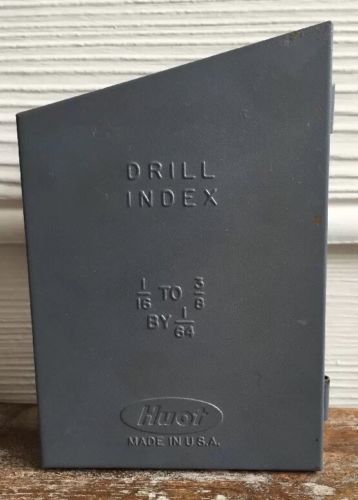 DRILL
INDEX
1/16 TO 3/8
BY 1/64
Huot
MADE IN U.S.A.